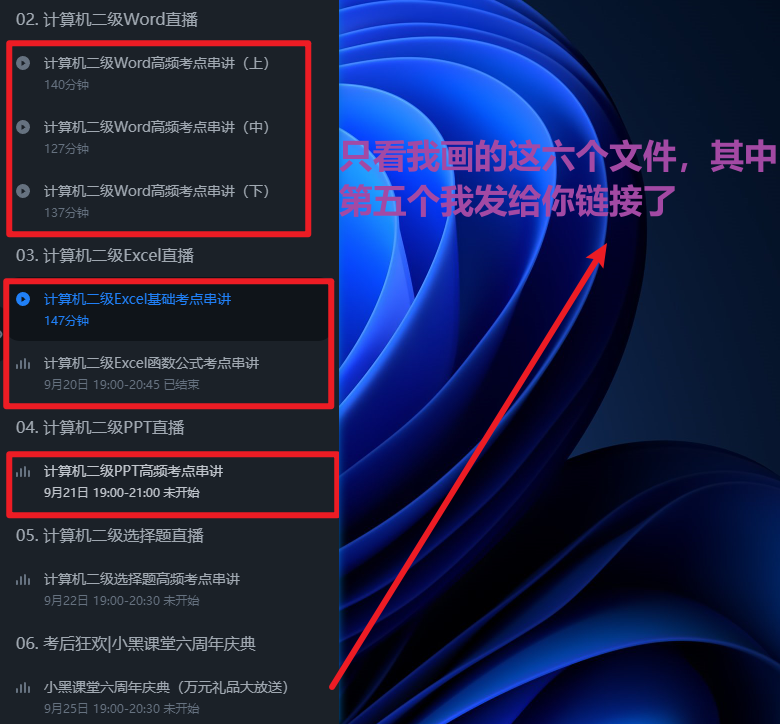 02. 计算机二级Word直播
计算机二级Word高频考点串讲（上）
140分钟
计算机二级Word高频考点串讲（中）
127分钟
计算机二级Word高频考点串讲（下）
137分钟
03. 计算机二级Excel直播
计算机二级Excel基础考点串讲
147分钟
计算机二级Excel函数公式考点串讲
9月20日 19:00-20:45 已结束
04. 计算机二级PPT直播
计算机二级PPT高频考点串讲
9月21日 19:00-21:00 未开始
05. 计算机二级选择题直播
计算机二级选择题高频考点串讲
9月22日 19:00-20:30 未开始
06. 考后狂欢|小黑课堂六周年庆典
小黑课堂六周年庆典（万元礼品大放送）
9月25日 19:00-20:30 未开始
只看我画的这六个文件，其中
第五个我发给你链接了